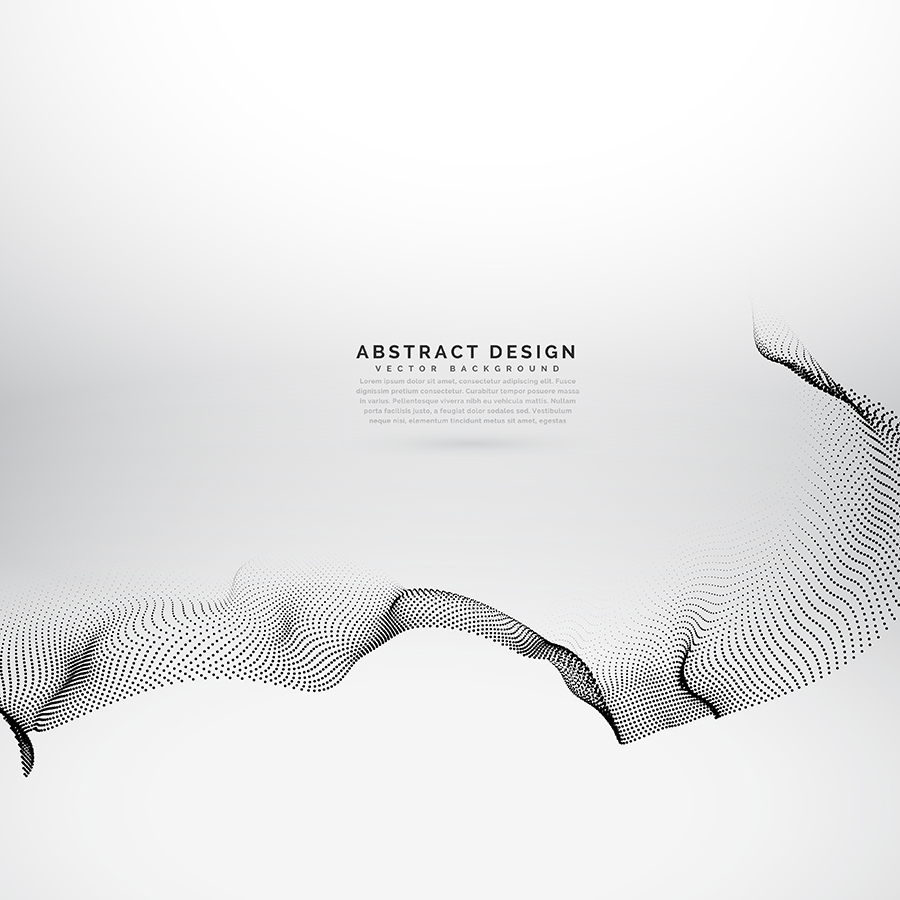 ABSTRACT DESIGN
VECTOR BACKGROUND
Lorem ipsum dolor sit amet, consectetur adipiscing elit. Fusce
dignissim pretium consectetur. Curabitur tempor posuere massa
in varius. Pellentesque viverra nibh eu vehicula mattis. Nullam
porta facilisis justo, a feugiat dolor sodales sed. Vestibulum
neque nisi, elementum tincidunt metus sit amet, egestas